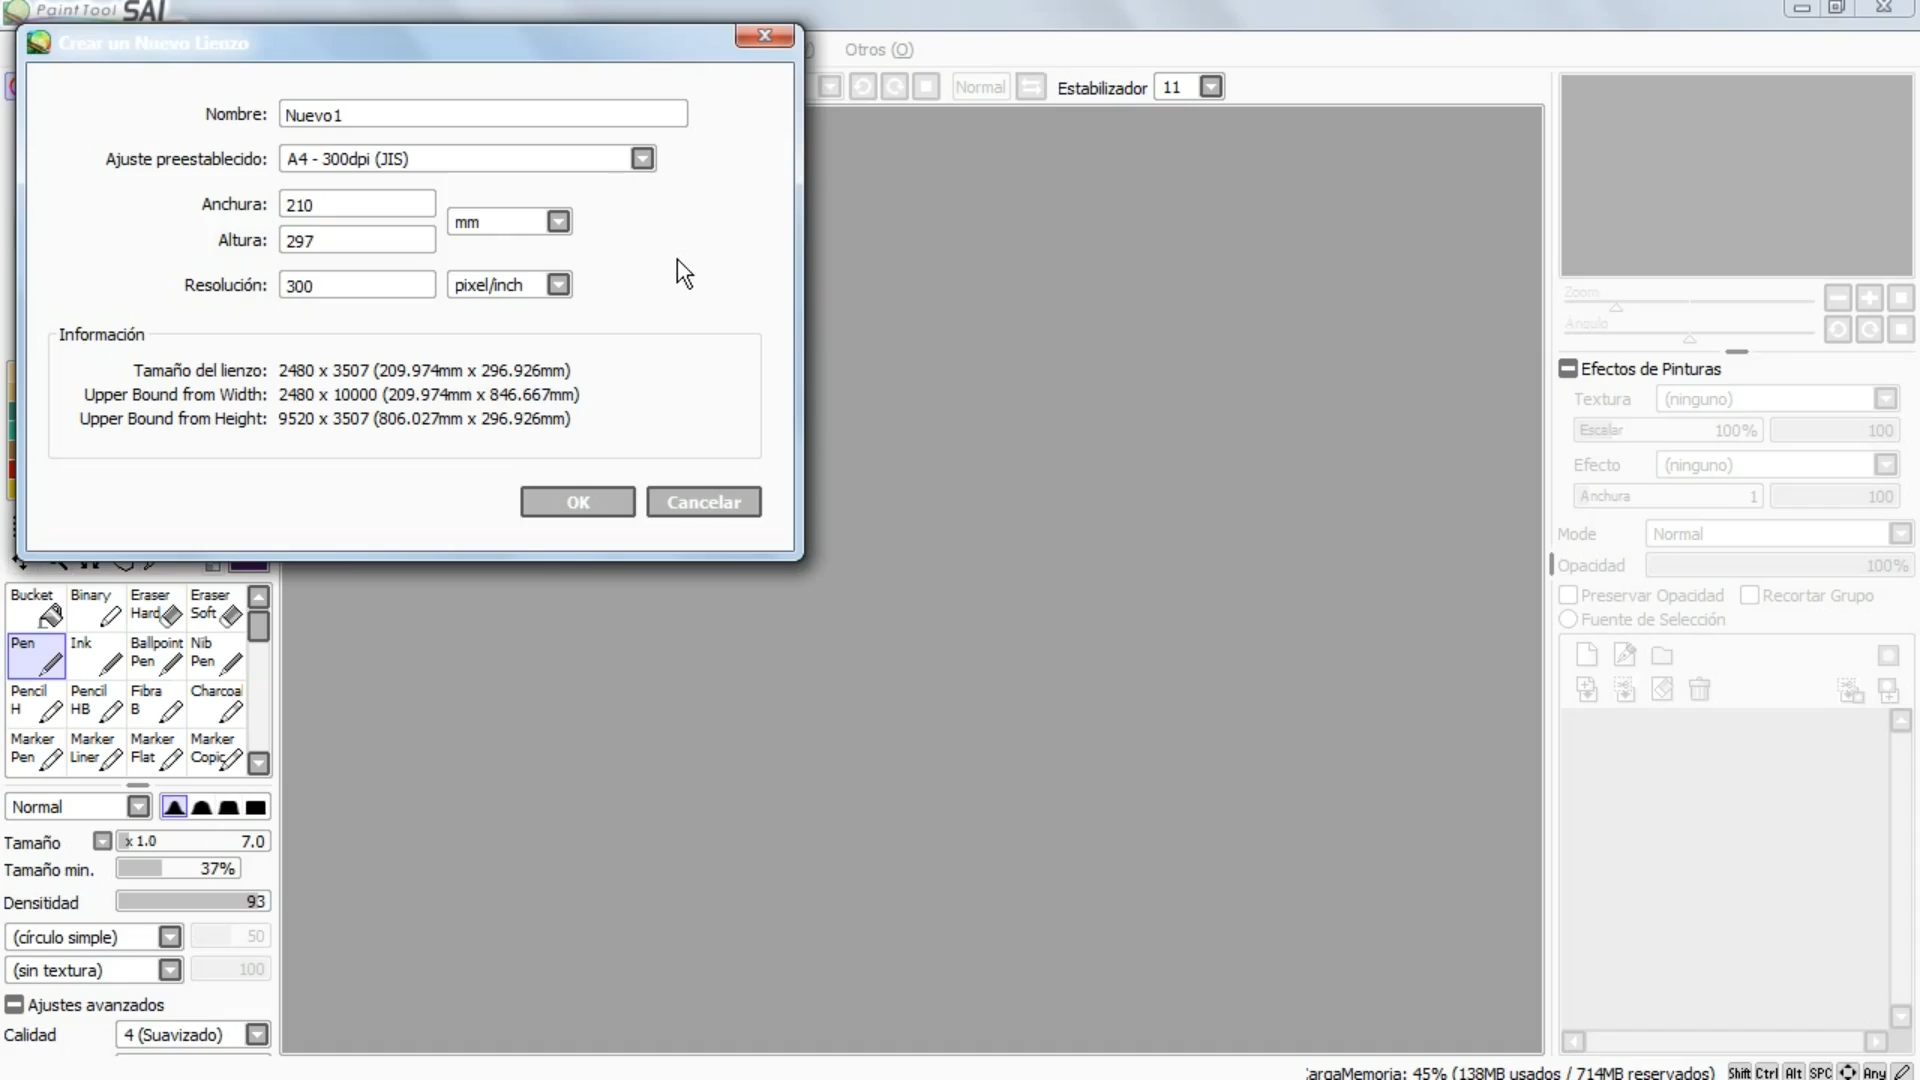 PaintTool SAI
Crear un Nuevo Lienzo
Nombre: Nuevo1
Ajuste preestablecido: A4 - 300dpi (JIS)
Anchura: 210
mm
Altura: 297
Resolución: 300 pixel/inch
Información
Tamaño del lienzo: 2480 x 3507 (209.974mm x 296.926mm)
Upper Bound from Width: 2480 x 10000 (209.974mm x 846.667mm)
Upper Bound from Height: 9520 x 3507 (806.027mm x 296.926mm)
OK Cancelar
Otros (O)
Normal Estabilizador 11
Bucket Binary Eraser Hard Eraser Soft
Pen Ink Ballpoint Pen Nib Pen
Pencil H Pencil HB Fibra B Charcoal
Marker Pen Marker Liner Marker Flat Marker Copic
Normal
Tamaño x 1.0 7.0
Tamaño min. 37%
Densitidad 93
(círculo simple) 50
(sin textura) 100
Ajustes avanzados
Calidad 4 (Suavizado)
Zoom
Ángulo
Efectos de Pinturas
Textura (ninguno)
Escalar 100% 100
Efecto (ninguno)
Anchura 1 100
Mode Normal
Opacidad 100%
Preservar Opacidad Recortar Grupo
Fuente de Selección
CargaMemoria: 45% (138MB usados / 714MB reservados) Shift Ctrl Alt SPC Any